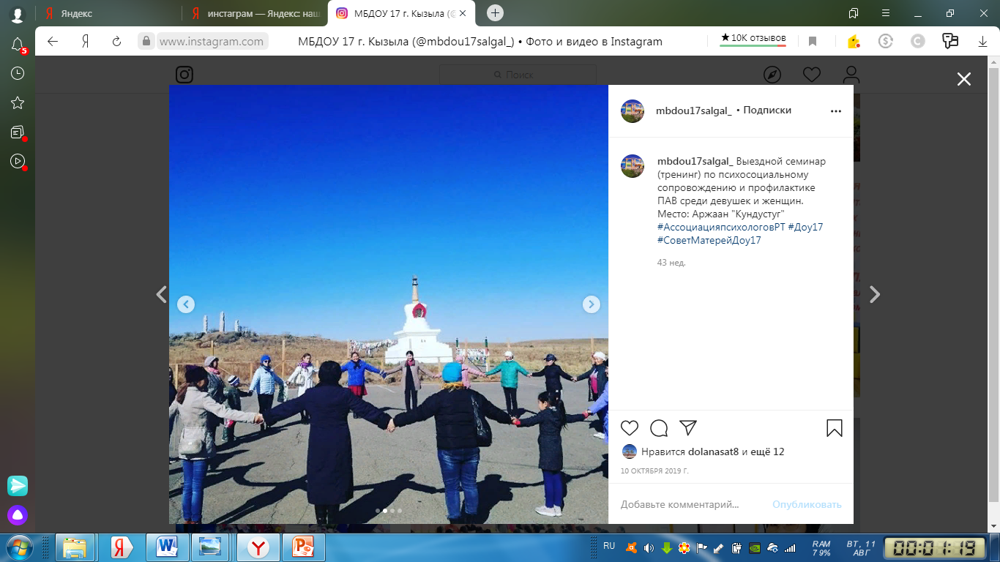 Яндекс
инстаграм — Яндекс: наш
МБДОУ 17 г. Кызыла (@
www.instagram.com
МБДОУ 17 г. Кызыла (@mbdou17salgal_) • Фото и видео в Instagram
★10K отзывов
5
Поиск
mbdou17salgal_ • Подписки
mbdou17salgal_ Выездной семинар
(тренинг) по психосоциальному
сопровождению и профилактике
ПАВ среди девушек и женщин.
Место: Аржаан "Кундустуг"
#АссоциацияпсихологовРТ #Доу17
#СоветМатерейДоу17
43 нед.
Нравится dolanasat8 и ещё 12
10 ОКТЯБРЯ 2019 Г.
Добавьте комментарий...
Опубликовать
RU
RAM
79%
ВТ, 11
АВГ
00:01:19